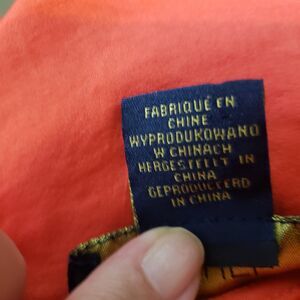 FABRIQUÉ EN
CHINE
WYPRODUKOWANO
W CHINACH
HERGESTELLT IN
CHINA
GEPRODUCEERD
IN CHINA